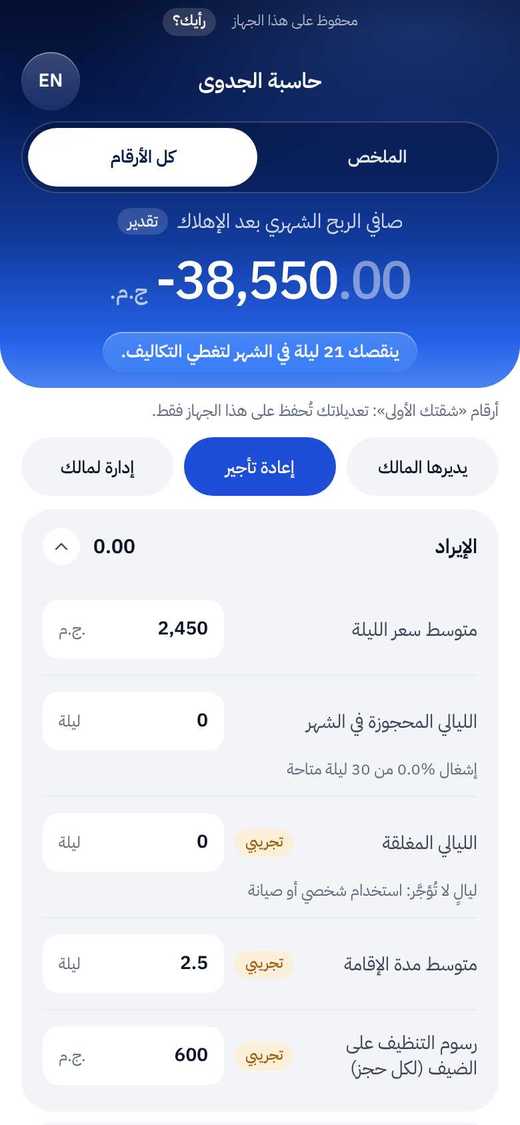 محفوظ على هذا الجهاز رأيك؟
حاسبة الجدوى EN
الملخص كل الأرقام
صافي الربح الشهري بعد الإهلاك تقدير
-38,550.00 ج.م.
ينقصك 21 ليلة في الشهر لتغطي التكاليف.
أرقام «شقتك الأولى»: تعديلاتك تُحفظ على هذا الجهاز فقط.
يديرها المالك إعادة تأجير إدارة لمالك
الإيراد 0.00
متوسط سعر الليلة 2,450 ج.م.
الليالي المحجوزة في الشهر 0 ليلة
إشغال 0.0% من 30 ليلة متاحة
الليالي المغلقة تجريبي 0 ليلة
ليالٍ لا تُؤجَّر: استخدام شخصي أو صيانة
متوسط مدة الإقامة تجريبي 2.5 ليلة
رسوم التنظيف على
الضيف (لكل حجز) تجريبي 600 ج.م.